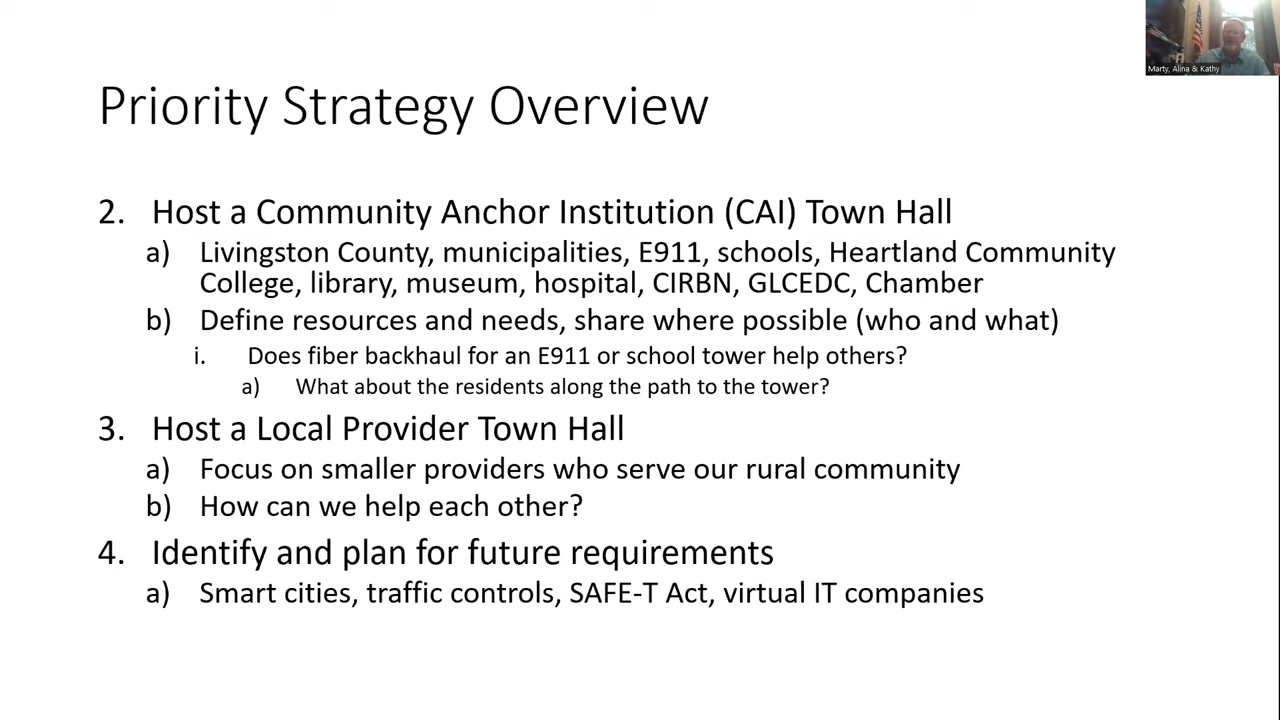 Marty, Alina & Kathy
Priority Strategy Overview
2. Host a Community Anchor Institution (CAI) Town Hall
a) Livingston County, municipalities, E911, schools, Heartland Community
College, library, museum, hospital, CIRBN, GLCEDC, Chamber
b) Define resources and needs, share where possible (who and what)
i. Does fiber backhaul for an E911 or school tower help others?
a) What about the residents along the path to the tower?
3. Host a Local Provider Town Hall
a) Focus on smaller providers who serve our rural community
b) How can we help each other?
4. Identify and plan for future requirements
a) Smart cities, traffic controls, SAFE-T Act, virtual IT companies